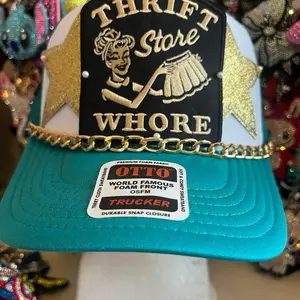 THRIFT
Store
WHORE
PREMIUM FOAM FABRIC
OTTO
WORLD FAMOUS
FOAM FRONT
OSFM
TRUCKER
DURABLE SNAP CLOSURE